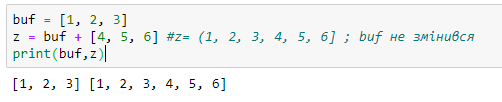 buf = [1, 2, 3]
z = buf + [4, 5, 6] #z= (1, 2, 3, 4, 5, 6] ; buf не змінився
print(buf,z)
[1, 2, 3] [1, 2, 3, 4, 5, 6]